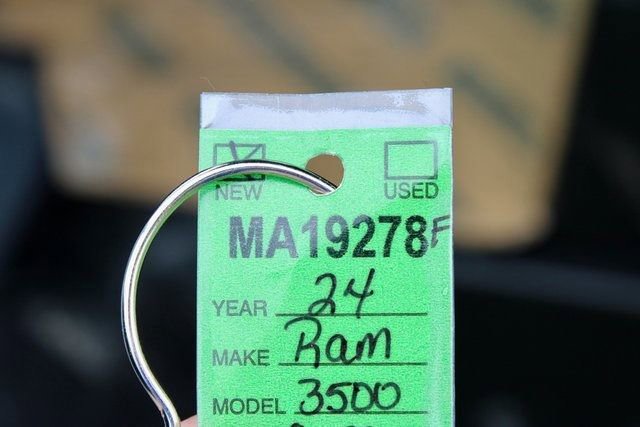 NEW USED
MA19278F
YEAR 24
MAKE Ram
MODEL 3500